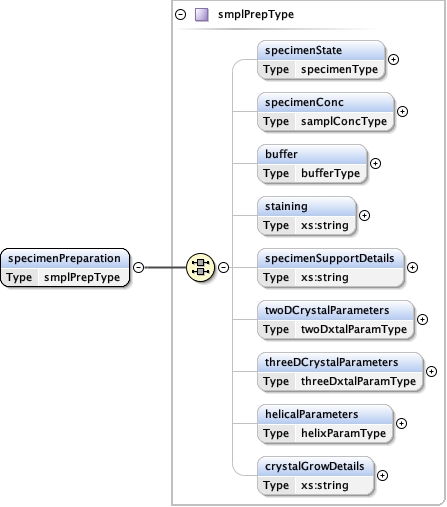 smplPrepType
specimenState
Type specimenType
specimenConc
Type samplConcType
buffer
Type bufferType
staining
Type xs:string
specimenPreparation
Type smplPrepType
specimenSupportDetails
Type xs:string
twoDCrystalParameters
Type twoDxtalParamType
threeDCrystalParameters
Type threeDxtalParamType
helicalParameters
Type helixParamType
crystalGrowDetails
Type xs:string